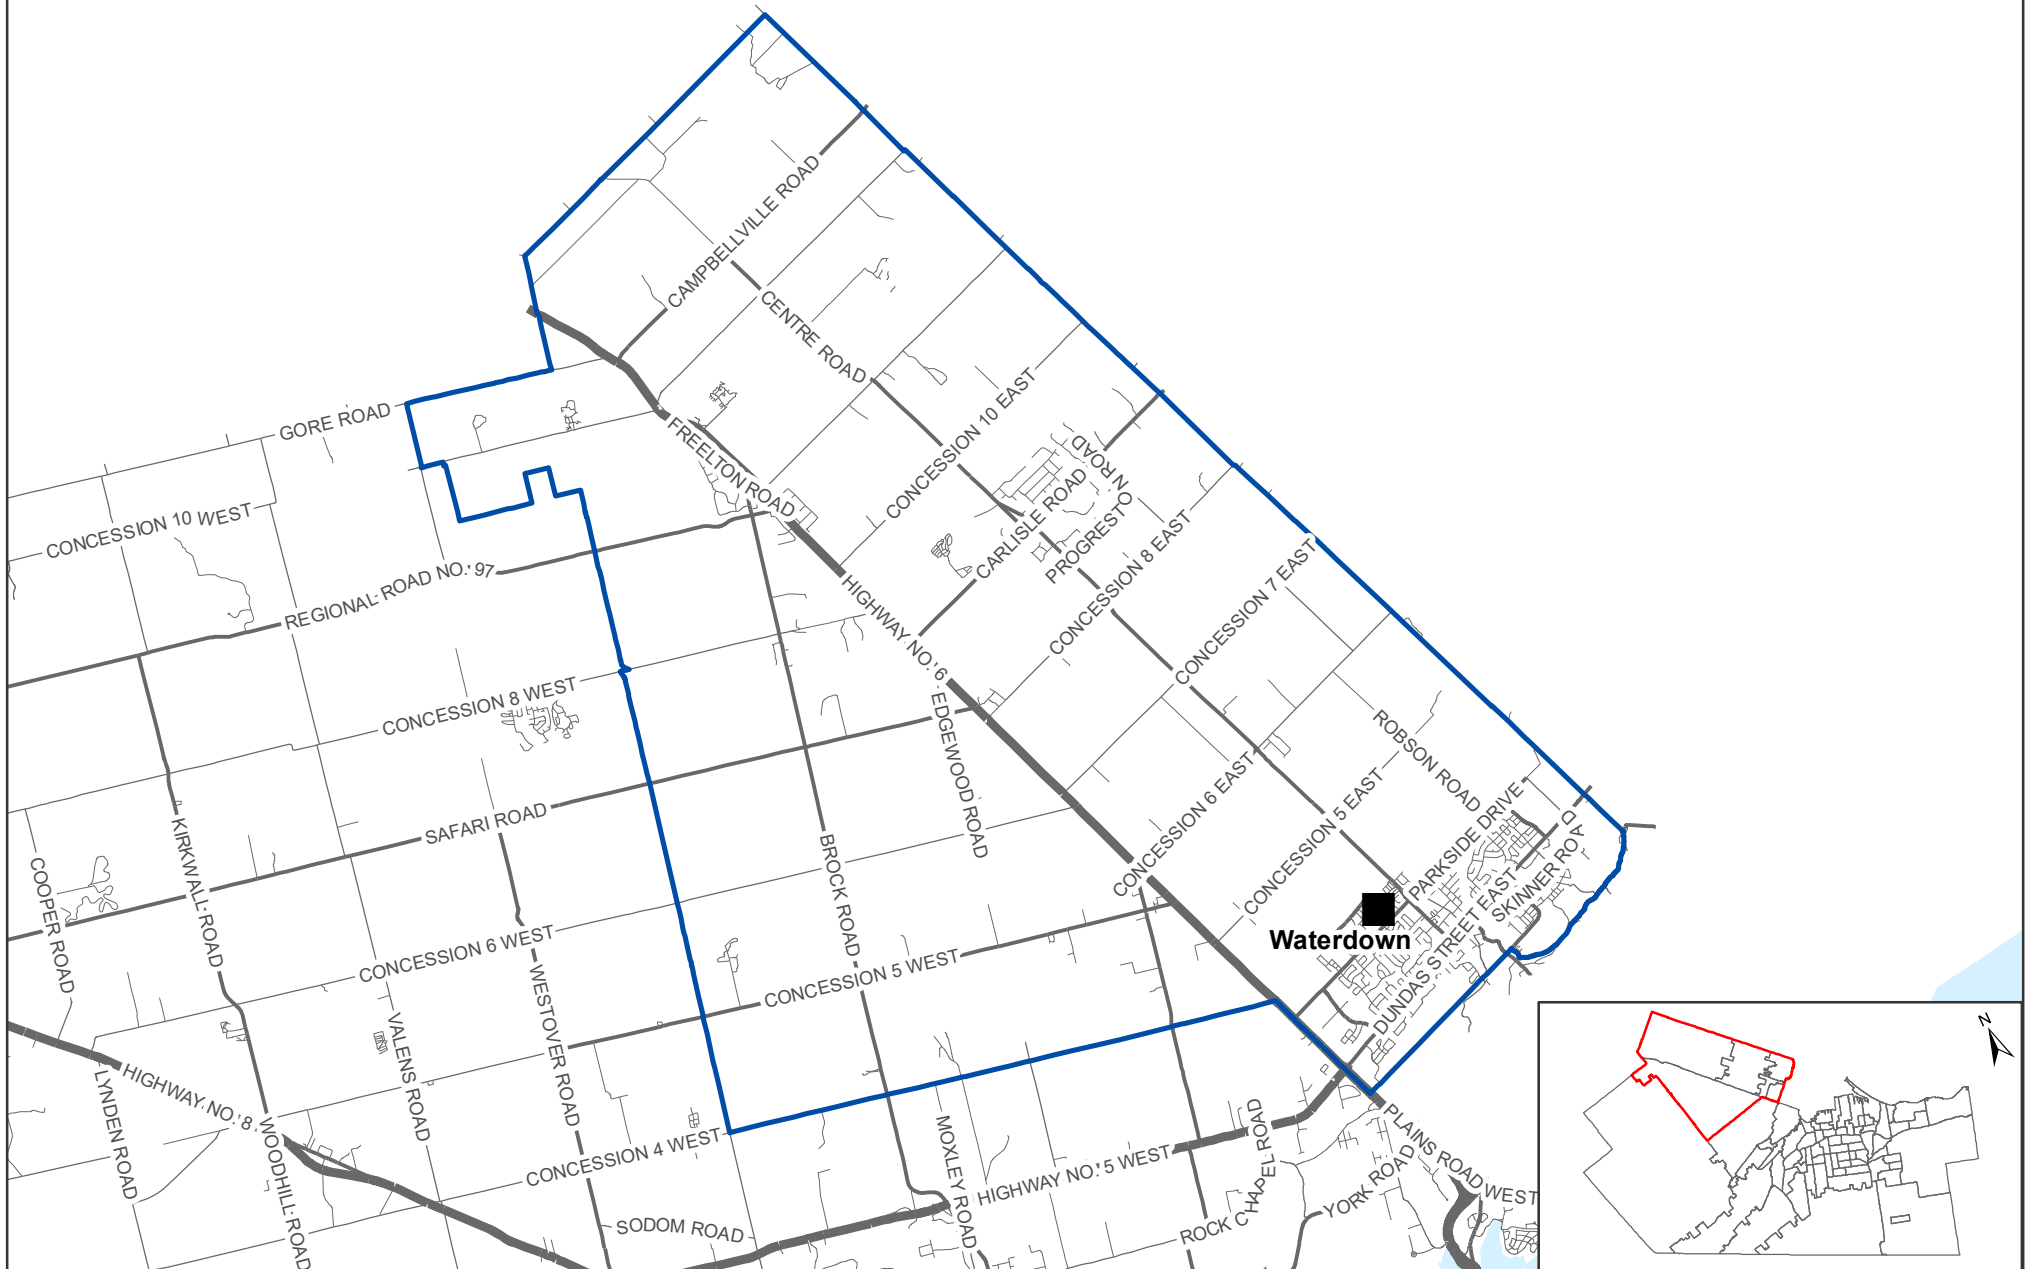 CAMPBELLVILLE ROAD
CENTRE ROAD
GORE ROAD
FREELTON ROAD
CONCESSION 10 EAST
CONCESSION 10 WEST
CARLISLE ROAD
PROGRESTON ROAD
CONCESSION 8 EAST
REGIONAL ROAD NO. 97
CONCESSION 7 EAST
HIGHWAY NO. 6
CONCESSION 8 WEST
EDGEWOOD ROAD
ROBSON ROAD
CONCESSION 6 EAST
CONCESSION 5 EAST
PARKSIDE DRIVE
SAFARI ROAD
KIRKWALL ROAD
COOPER ROAD
BROCK ROAD
SKINNER ROAD
DUNDAS STREET EAST
Waterdown
CONCESSION 6 WEST
CONCESSION 5 WEST
WESTOVER ROAD
VALENS ROAD
HIGHWAY NO. 8
LYNDEN ROAD
WOODHILL ROAD
CONCESSION 4 WEST
MOXLEY ROAD
HIGHWAY NO. 5 WEST
ROCK CHAPEL ROAD
YORK ROAD
PLAINS ROAD WEST
SODOM ROAD
N